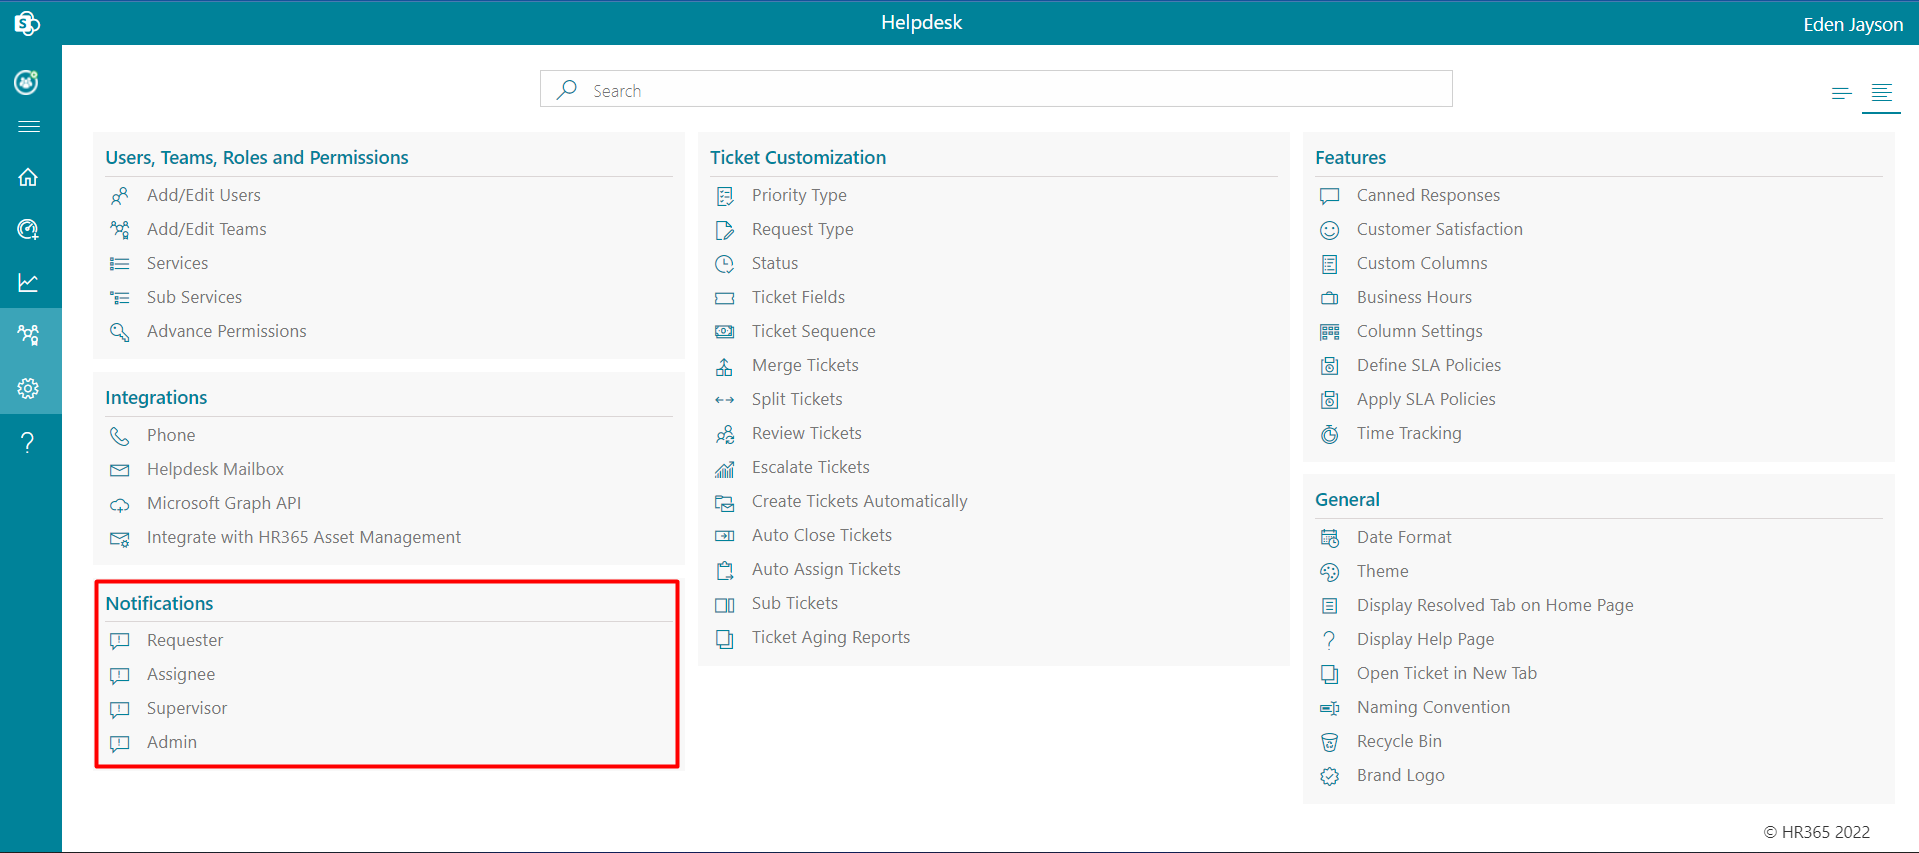 Helpdesk
Eden Jayson
Search
Users, Teams, Roles and Permissions
Add/Edit Users
Add/Edit Teams
Services
Sub Services
Advance Permissions
Integrations
Phone
Helpdesk Mailbox
Microsoft Graph API
Integrate with HR365 Asset Management
Notifications
Requester
Assignee
Supervisor
Admin
Ticket Customization
Priority Type
Request Type
Status
Ticket Fields
Ticket Sequence
Merge Tickets
Split Tickets
Review Tickets
Escalate Tickets
Create Tickets Automatically
Auto Close Tickets
Auto Assign Tickets
Sub Tickets
Ticket Aging Reports
Features
Canned Responses
Customer Satisfaction
Custom Columns
Business Hours
Column Settings
Define SLA Policies
Apply SLA Policies
Time Tracking
General
Date Format
Theme
Display Resolved Tab on Home Page
Display Help Page
Open Ticket in New Tab
Naming Convention
Recycle Bin
Brand Logo
© HR365 2022